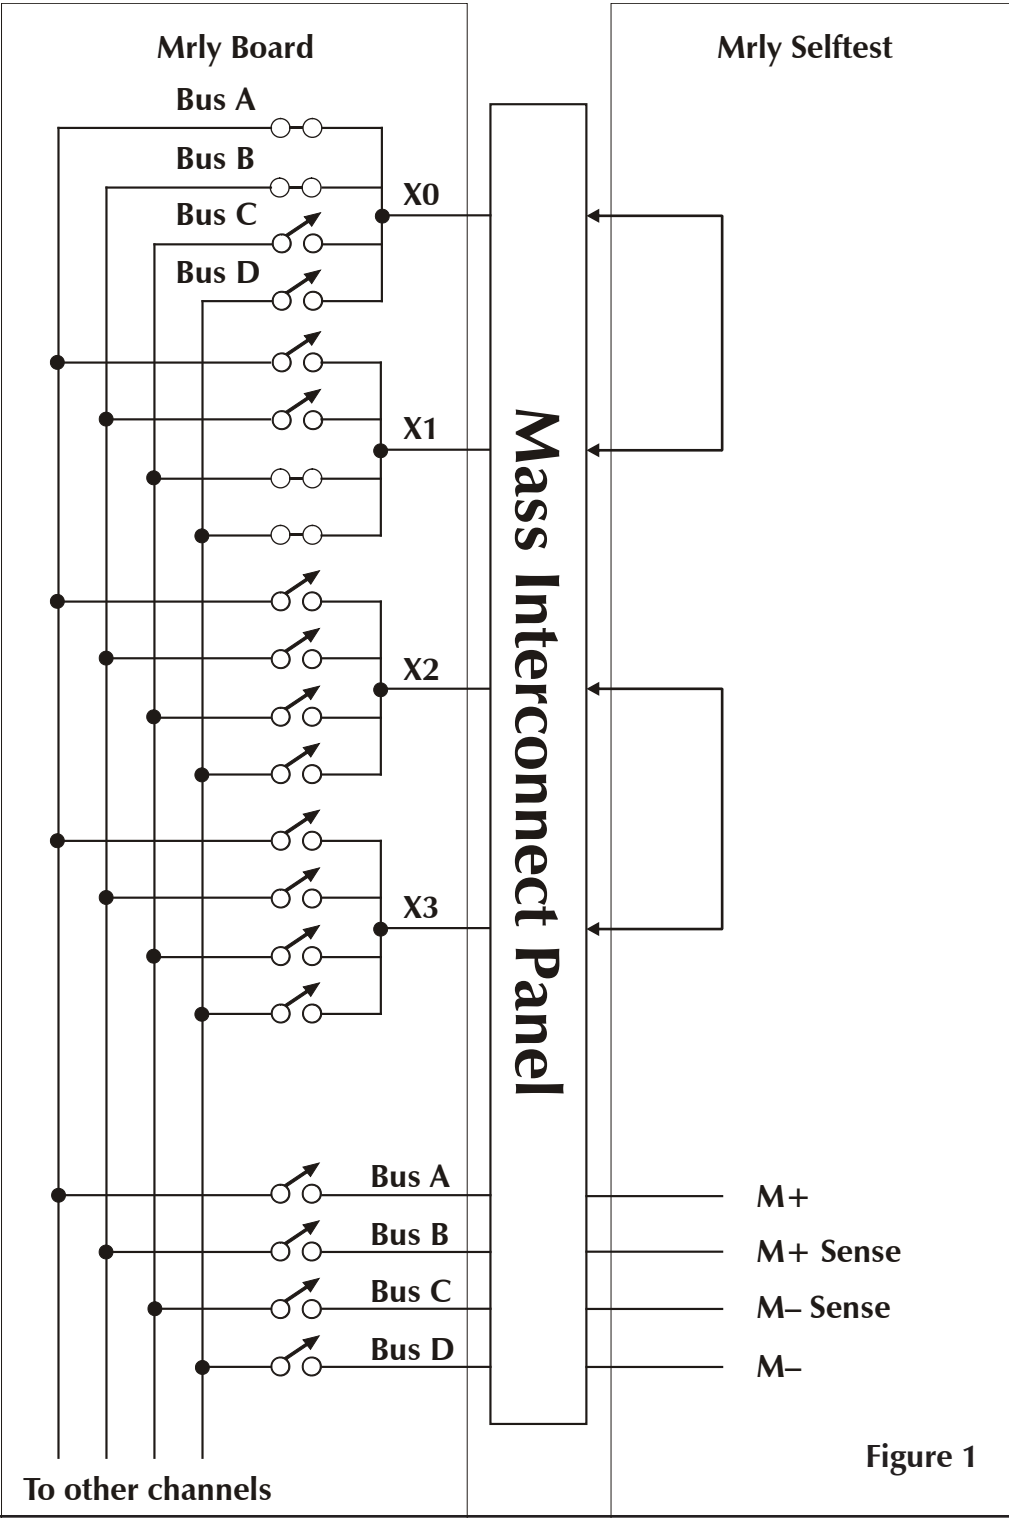 Mrly Board
Mrly Selftest
Bus A
Bus B
X0
Bus C
Bus D
X1
Mass Interconnect Panel
X2
X3
Bus A
M+
Bus B
M+ Sense
Bus C
M– Sense
Bus D
M–
Figure 1
To other channels